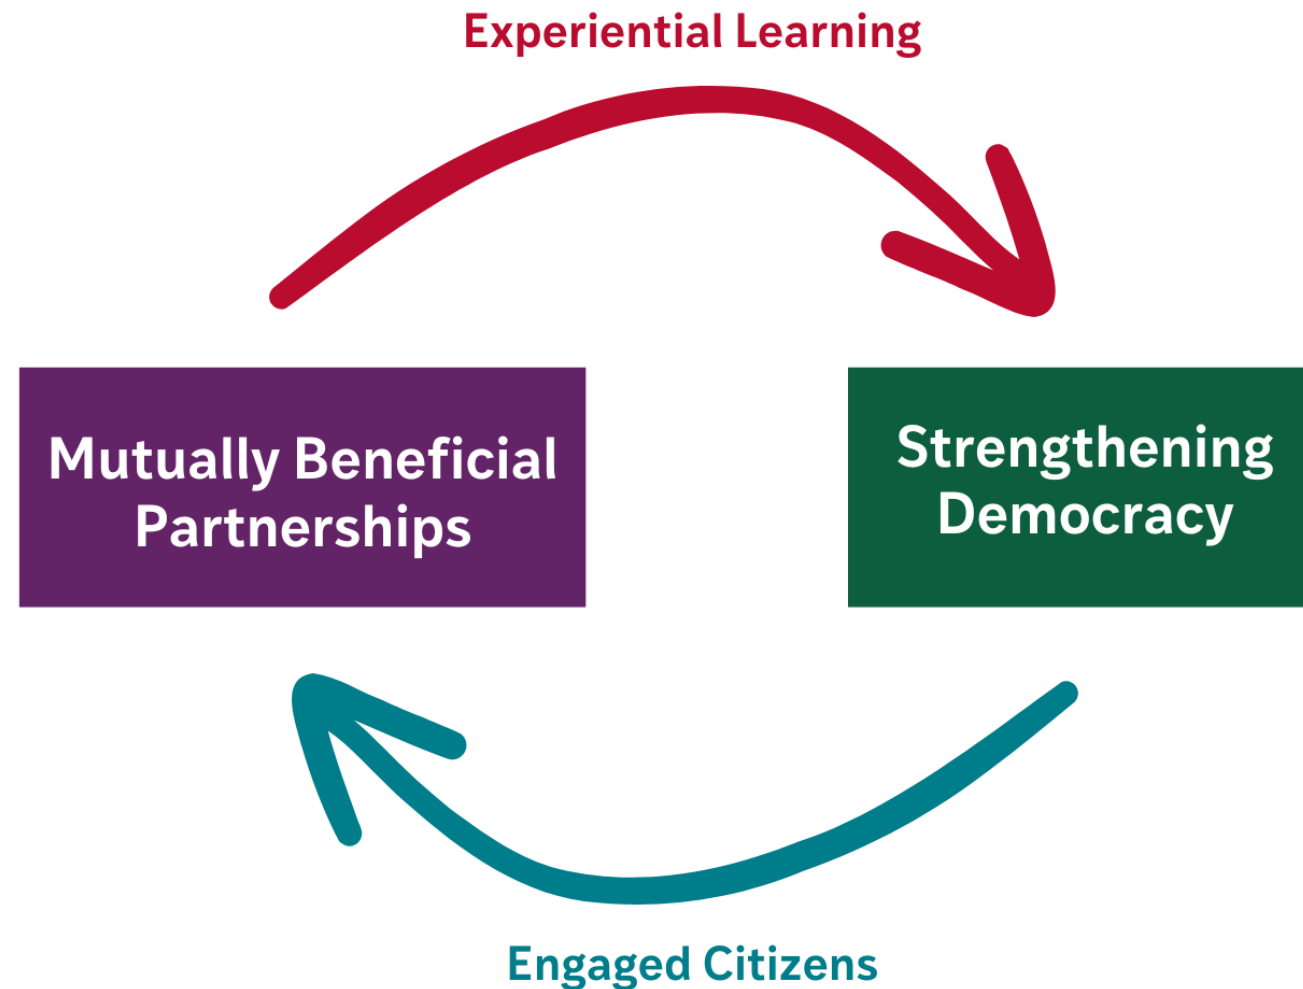 Experiential Learning
Mutually Beneficial
Partnerships
Strengthening
Democracy
Engaged Citizens